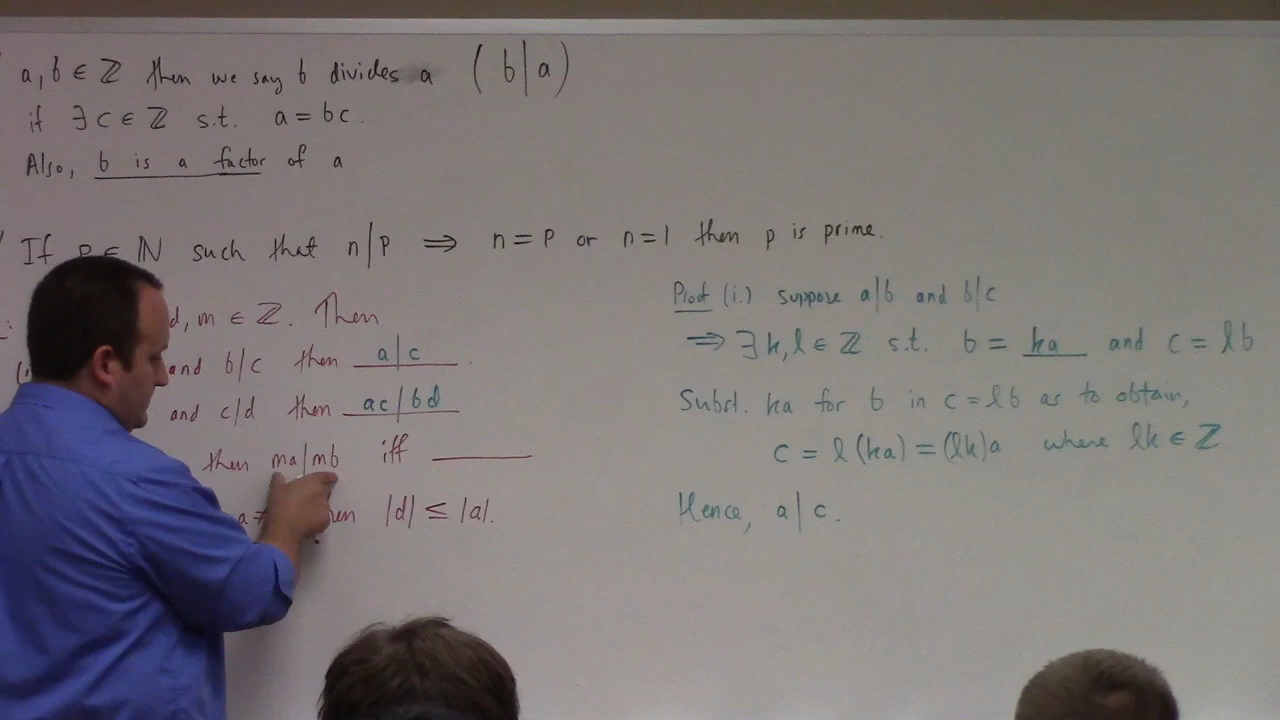 a, b ∈ ℤ then we say b divides a (b|a)
if ∃ c ∈ ℤ s.t. a = bc.
Also, b is a factor of a
If p ∈ ℕ such that n|p ⟹ n = p or n = 1 then p is prime.
d, m ∈ ℤ. Then
and b|c then a|c.
and c|d then ac|bd
then ma|mb iff ______
a ≠ then |d| ≤ |a|.
Proof (i.) suppose a|b and b|c
⟹ ∃ k, l ∈ ℤ s.t. b = ka and c = lb
Subst. ka for b in c = lb as to obtain,
c = l(ka) = (lk)a where lk ∈ ℤ
Hence, a|c.